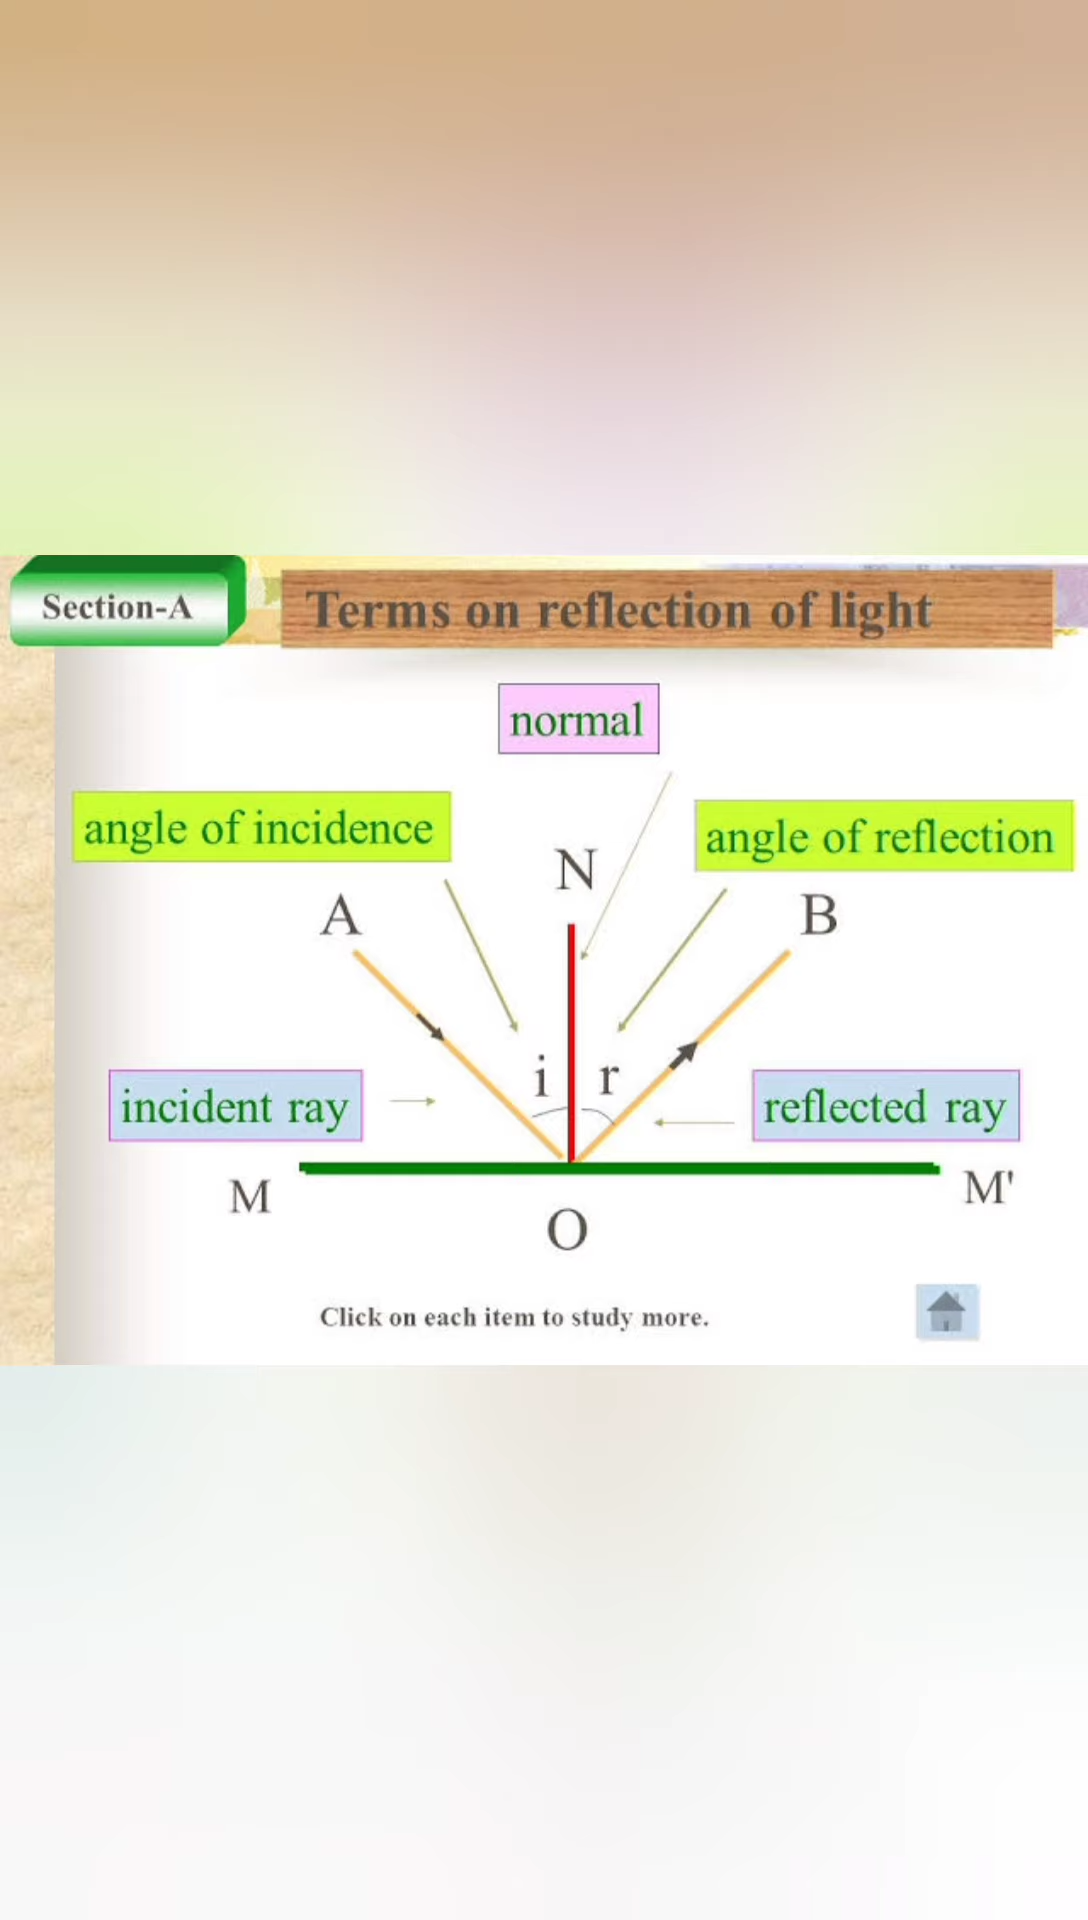 Section-A
Terms on reflection of light
normal
angle of incidence
angle of reflection
N
A
B
i
r
incident ray
reflected ray
M
M'
O
Click on each item to study more.